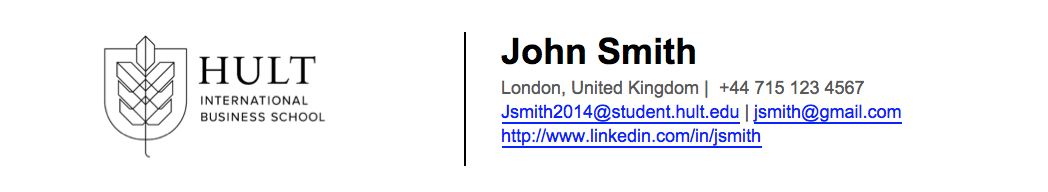 HULT
INTERNATIONAL
BUSINESS SCHOOL
John Smith
London, United Kingdom | +44 715 123 4567
Jsmith2014@student.hult.edu | jsmith@gmail.com
http://www.linkedin.com/in/jsmith